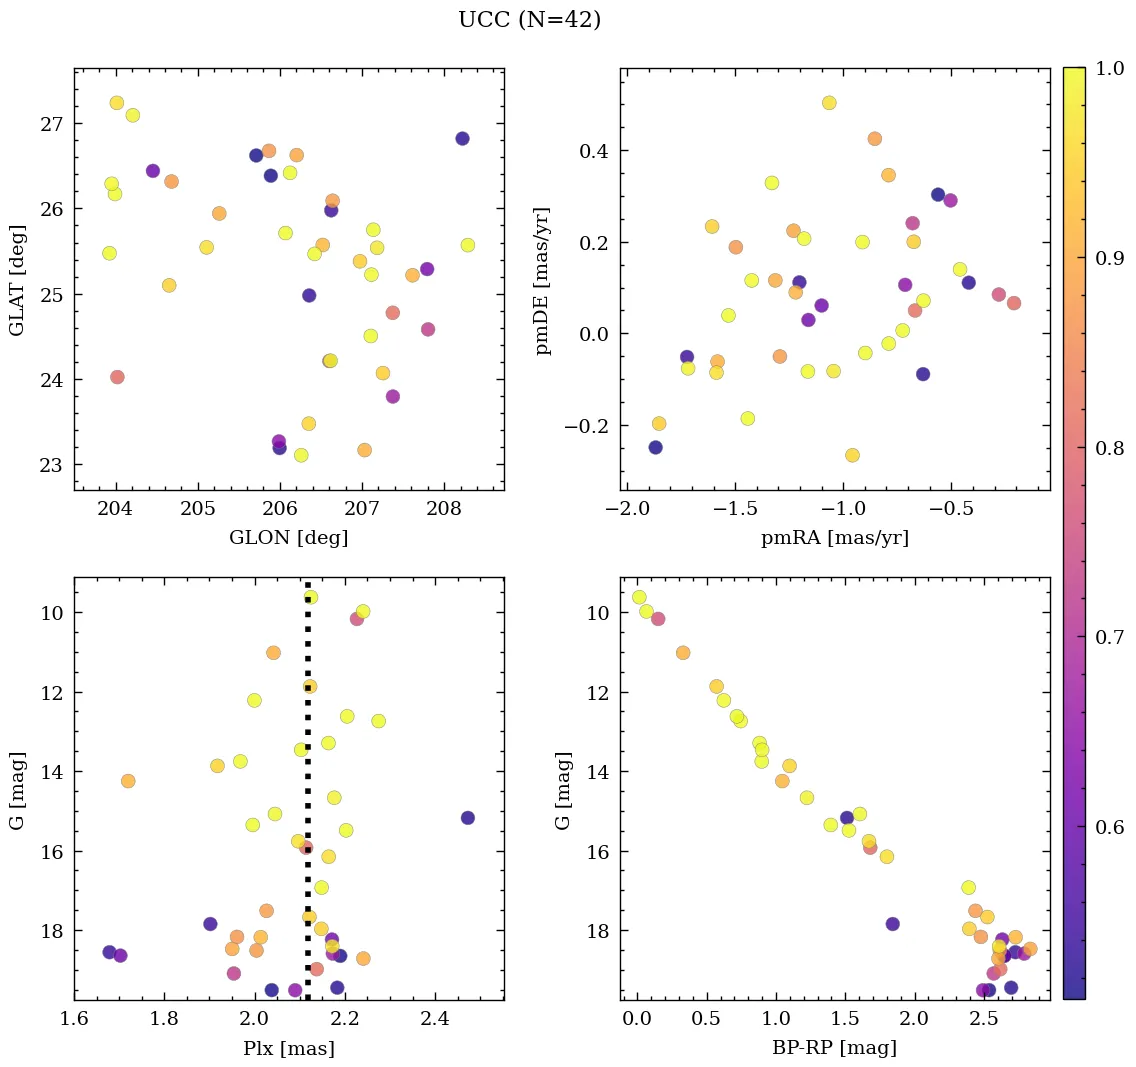 UCC (N=42)
27
26
25
24
23
GLAT [deg]
204 205 206 207 208
GLON [deg]
0.4
0.2
0.0
−0.2
pmDE [mas/yr]
−2.0 −1.5 −1.0 −0.5
pmRA [mas/yr]
10
12
14
16
18
G [mag]
1.6 1.8 2.0 2.2 2.4
Plx [mas]
10
12
14
16
18
G [mag]
0.0 0.5 1.0 1.5 2.0 2.5
BP-RP [mag]
1.0
0.9
0.8
0.7
0.6